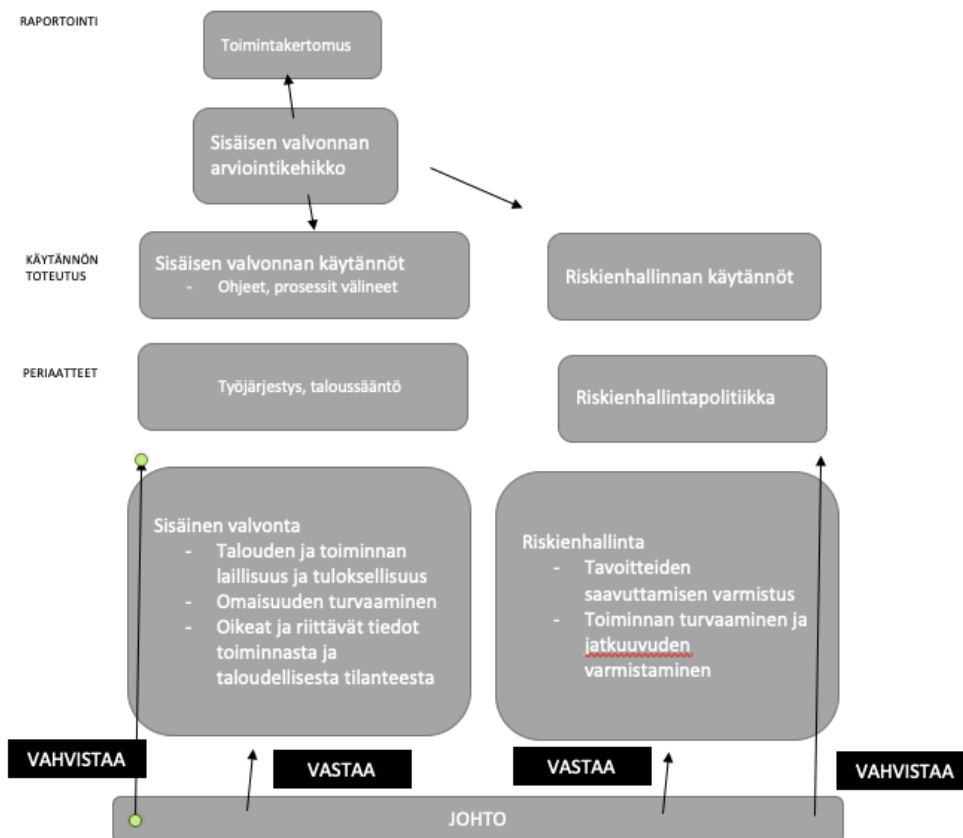 RAPORTOINTI
Toimintakertomus
Sisäisen valvonnan
arviointikehikko
KÄYTÄNNÖN
TOTEUTUS
Sisäisen valvonnan käytännöt
- Ohjeet, prosessit välineet
Riskienhallinnan käytännöt
PERIAATTEET
Työjärjestys, taloussääntö
Riskienhallintapolitiikka
Sisäinen valvonta
- Talouden ja toiminnan
laillisuus ja tuloksellisuus
- Omaisuuden turvaaminen
- Oikeat ja riittävät tiedot
toiminnasta ja
taloudellisesta tilanteesta
Riskienhallinta
- Tavoitteiden
saavuttamisen varmistus
- Toiminnan turvaaminen ja
jatkuuvuden
varmistaminen
VAHVISTAA
VASTAA
VASTAA
VAHVISTAA
JOHTO